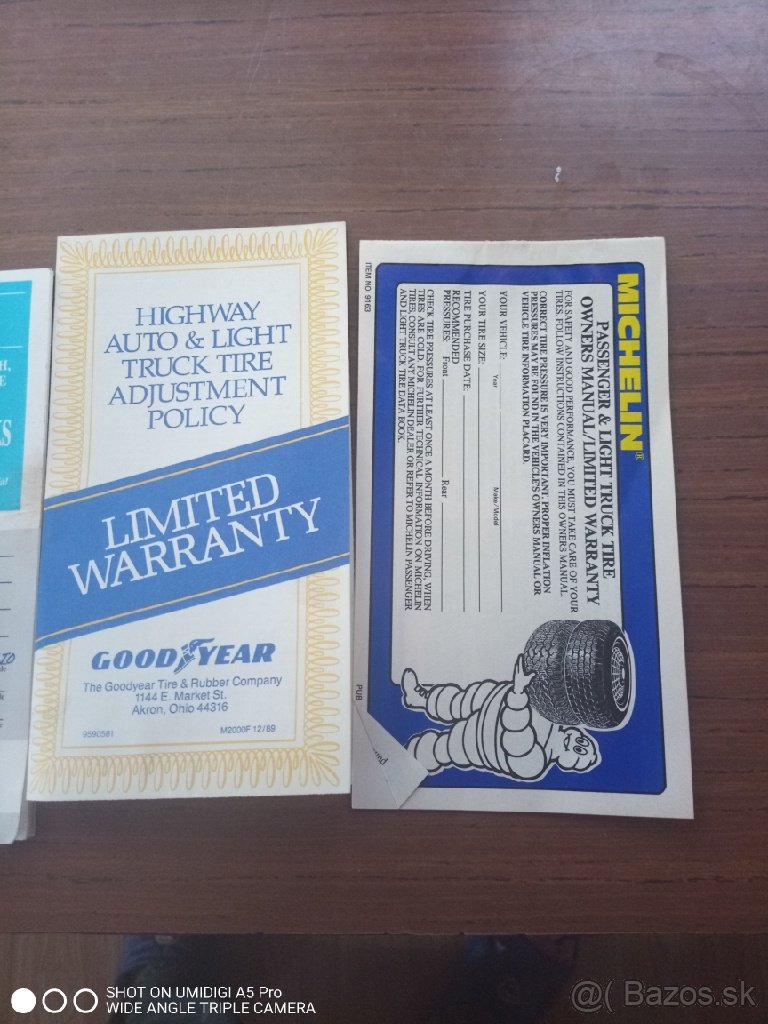 HIGHWAY
AUTO & LIGHT
TRUCK TIRE
ADJUSTMENT
POLICY
LIMITED
WARRANTY
GOODYEAR
The Goodyear Tire & Rubber Company
1144 E. Market St.
Akron, Ohio 44316
9590581
M2000F 12/89
MICHELIN®
PASSENGER & LIGHT TRUCK TIRE
OWNERS MANUAL/LIMITED WARRANTY
FOR SAFETY AND GOOD PERFORMANCE, YOU MUST TAKE CARE OF YOUR
TIRES. FOLLOW INSTRUCTIONS CONTAINED IN THIS OWNERS MANUAL.
CORRECT TIRE PRESSURE IS VERY IMPORTANT. PROPER INFLATION
PRESSURES MAY BE FOUND IN THE VEHICLE'S OWNERS MANUAL OR
VEHICLE TIRE INFORMATION PLACARD.
YOUR VEHICLE:
Year
Make/Model
YOUR TIRE SIZE:
TIRE PURCHASE DATE:
RECOMMENDED
PRESSURES: Front Rear
CHECK TIRE PRESSURES AT LEAST ONCE A MONTH BEFORE DRIVING, WHEN
TIRES ARE COLD. FOR FURTHER TECHNICAL INFORMATION ON MICHELIN
TIRES, CONSULT ANY MICHELIN DEALER OR REFER TO MICHELIN PASSENGER
AND LIGHT TRUCK TIRE DATA BOOK.
ITEM NO 9163
PUB
SHOT ON UMIDIGI A5 Pro
WIDE ANGLE TRIPLE CAMERA
@( Bazos.sk